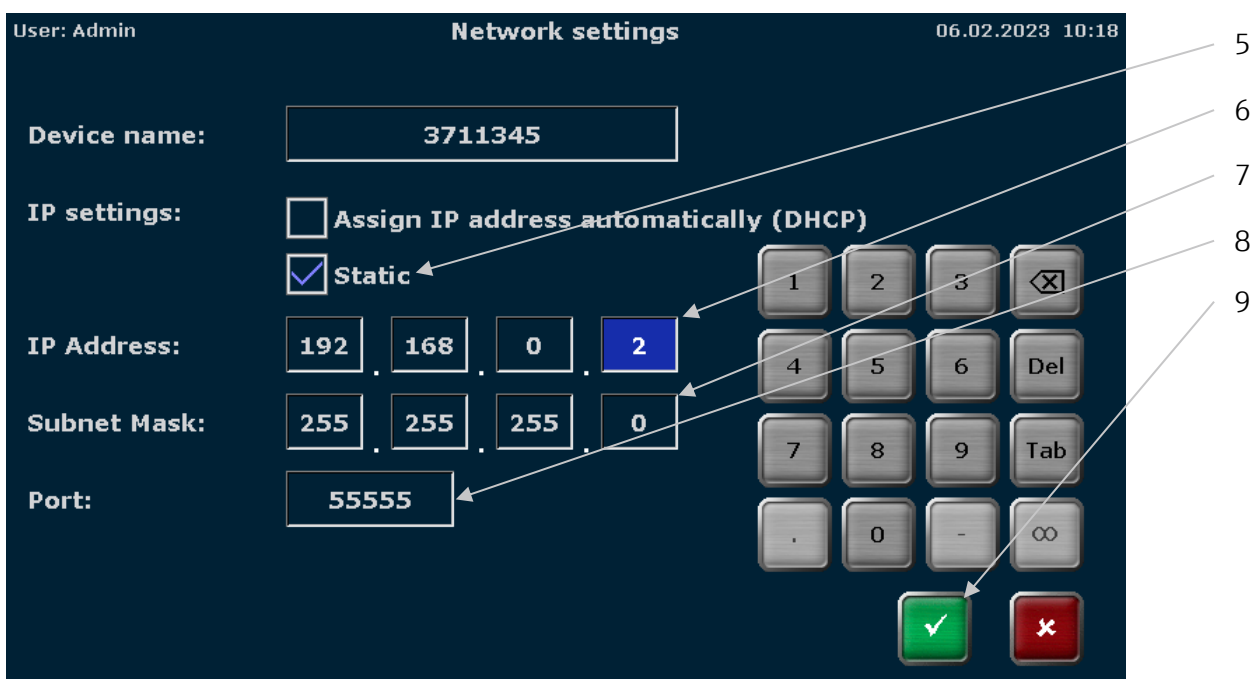 User: Admin Network settings 06.02.2023 10:18
5
6
Device name: 3711345
7
IP settings: Assign IP address automatically (DHCP)
8
Static
1 2 3
9
IP Address: 192 . 168 . 0 . 2
4 5 6 Del
Subnet Mask: 255 . 255 . 255 . 0
7 8 9 Tab
Port: 55555
. 0 - ∞